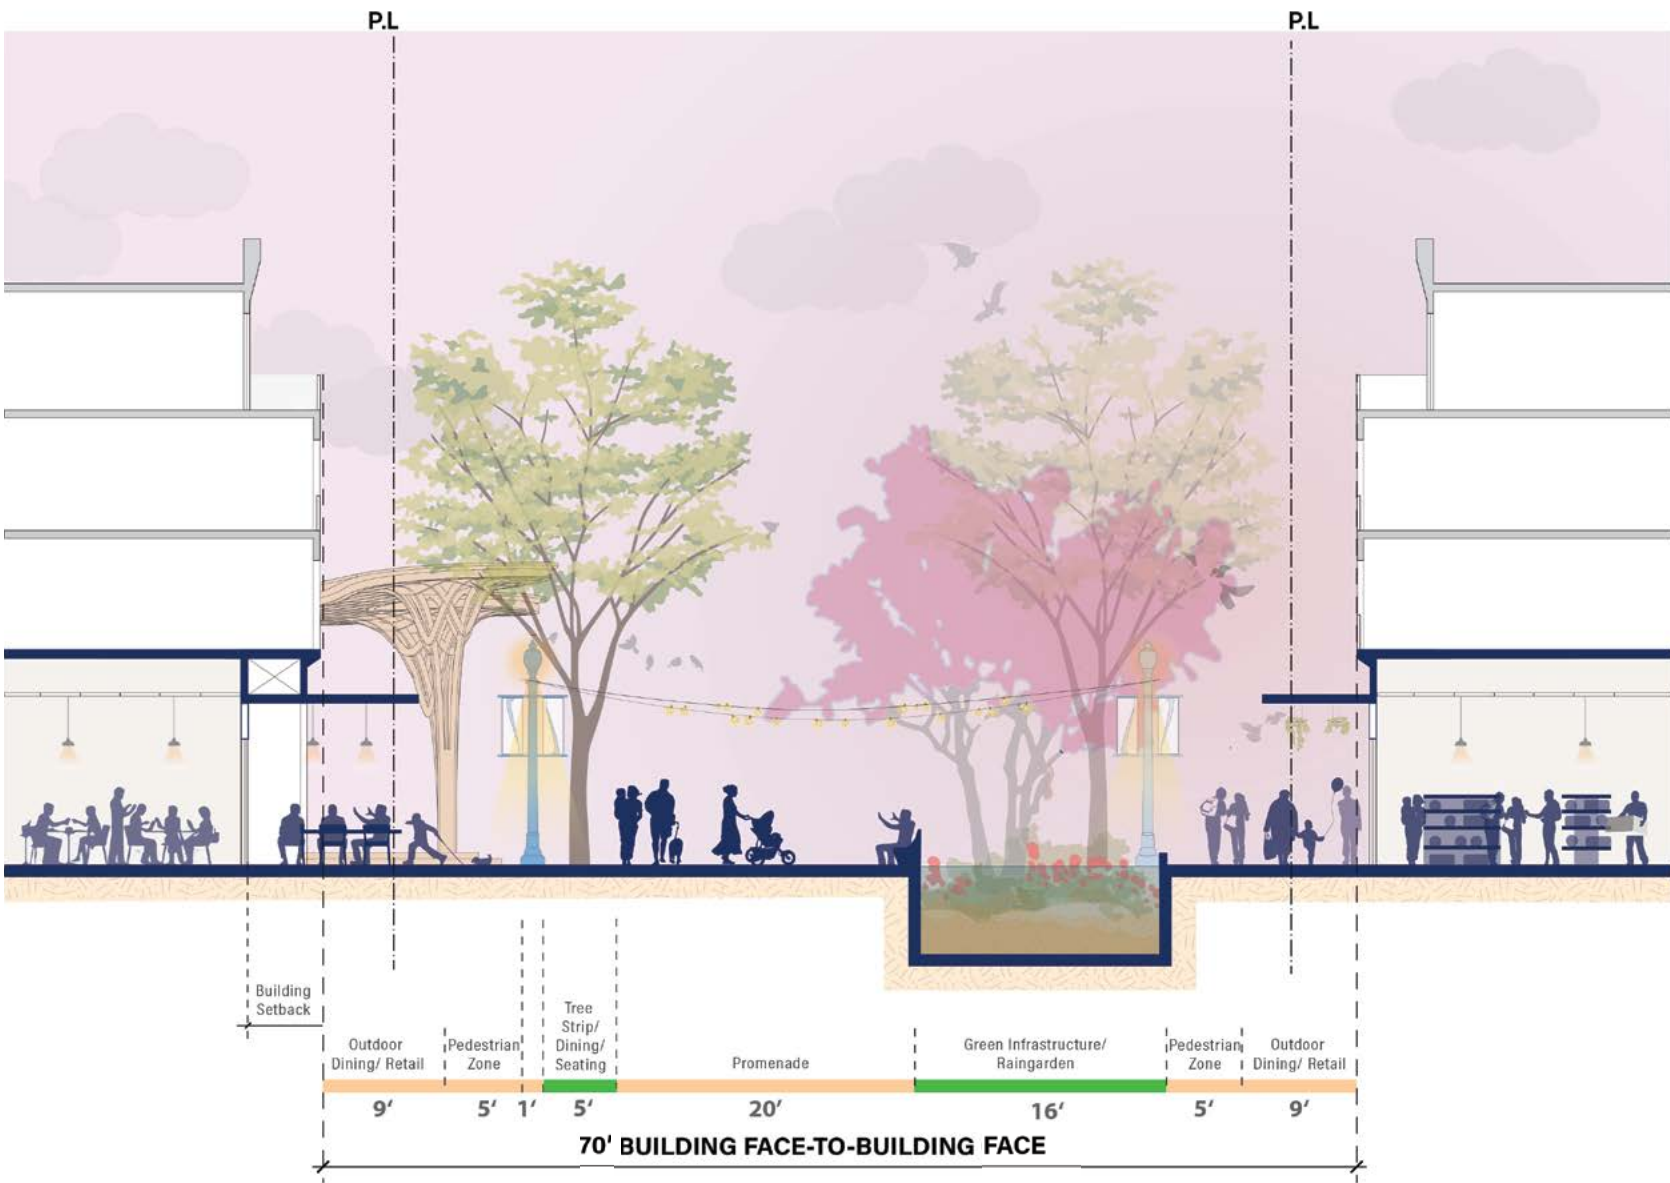 P.L
P.L
Building
Setback
Outdoor
Dining/ Retail
Pedestrian
Zone
Tree
Strip/
Dining/
Seating
Promenade
Green Infrastructure/
Raingarden
Pedestrian
Zone
Outdoor
Dining/ Retail
9‘ 5‘ 1‘ 5‘ 20‘ 16‘ 5‘ 9‘
70' BUILDING FACE-TO-BUILDING FACE